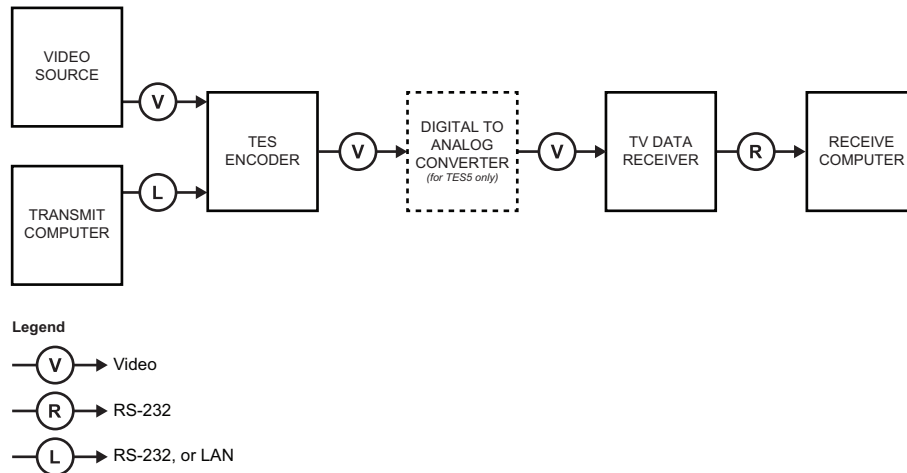 VIDEO
SOURCE
V
TRANSMIT
COMPUTER
L
TES
ENCODER
V
DIGITAL TO
ANALOG
CONVERTER
(for TES5 only)
V
TV DATA
RECEIVER
R
RECEIVE
COMPUTER
Legend
V Video
R RS-232
L RS-232, or LAN